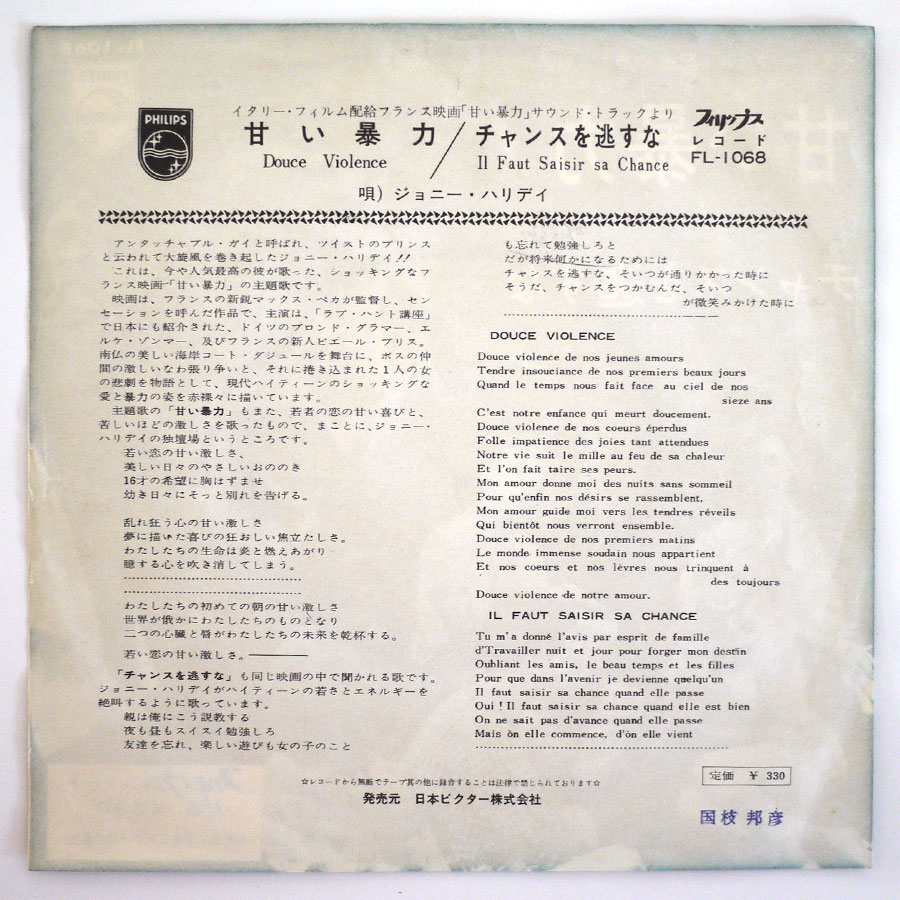 PHILIPS
イタリー・フィルム配給フランス映画「甘い暴力」サウンド・トラックより
甘い暴力／チャンスを逃すな
Douce Violence Il Faut Saisir sa Chance
唄) ジョニー・ハリデイ
フィリップス
レコード
FL-1068
アンタッチャブル・ガイと呼ばれ、ツイストのプリンス
と云われて大旋風を巻き起したジョニー・ハリデイ!!
これは、今や人気最高の彼が歌った、ショッキングなフ
ランス映画「甘い暴力」の主題歌です。
映画は、フランスの新鋭マックス・ペカが監督し、セン
セーションを呼んだ作品で、主演は、「ラブ・ハント講座」
で日本にも紹介された、ドイツのブロンド・グラマー、エ
ルケ・ゾンマー、及びフランスの新人ピエール・ブリス。
南仏の美しい海岸コート・ダジュールを舞台に、ボスの仲
間の激しいなわ張り争いと、それに捲き込まれた1人の女
の悲劇を物語として、現代ハイティーンのショッキングな
愛と暴力の姿を赤裸々に描いています。
主題歌の「甘い暴力」もまた、若者の恋の甘い喜びと、
苦しいほどの激しさを歌ったもので、まことに、ジョニー・
ハリデイの独壇場というところです。
若い恋の甘い激しさ、
美しい日々のやさしいおののき
16才の希望に胸はずませ
幼き日々にそっと別れを告げる。
乱れ狂う心の甘い激しさ
夢に描いた喜びの狂おしい焦立たしさ。
わたしたちの生命は炎と燃えあがり
臆する心を吹き消してしまう。
わたしたちの初めての朝の甘い激しさ
世界が俄かにわたしたちのものとなり
二つの心臓と唇がわたしたちの未来を乾杯する。
若い恋の甘い激しさ。
「チャンスを逃すな」も同じ映画の中で聞かれる歌です。
ジョニー・ハリデイがハイティーンの若さとエネルギーを
絶叫するように歌っています。
親は俺にこう説教する
夜も昼もスイスイ勉強しろ
友達を忘れ、楽しい遊びも女の子のこと
も忘れて勉強しろと
だが将来何かになるためには
チャンスを逃すな、そいつが通りかかった時に
そうだ、チャンスをつかむんだ、そいつ
が微笑みかけた時に
DOUCE VIOLENCE
Douce violence de nos jeunes amours
Tendre insouciance de nos premiers beaux jours
Quand le temps nous fait face au ciel de nos
sieze ans
C'est notre enfance qui meurt doucement.
Douce violence de nos coeurs éperdus
Folle impatience des joies tant attendues
Notre vie suit le mille au feu de sa chaleur
Et l'on fait taire ses peurs.
Mon amour donne moi des nuits sans sommeil
Pour qu'enfin nos désirs se rassemblent,
Mon amour guide moi vers les tendres réveils
Qui bientôt nous verront ensemble.
Douce violence de nos premiers matins
Le monde immense soudain nous appartient
Et nos coeurs et nos lèvres nous trinquent à
des toujours
Douce violence de notre amour.
IL FAUT SAISIR SA CHANCE
Tu m'a donné l'avis par esprit de famille
d'Travailler nuit et jour pour forger mon destin
Oubliant les amis, le beau temps et les filles
Pour que dans l'avenir je devienne quelqu'un
Il faut saisir sa chance quand elle passe
Oui ! Il faut saisir sa chance quand elle est bien
On ne sait pas d'avance quand elle passe
Mais òn elle commence, d'òn elle vient
定価 ￥ 330
☆レコードから無断でテープ其の他に録音することは法律で禁じられております☆
発売元 日本ビクター株式会社
国枝 邦彦